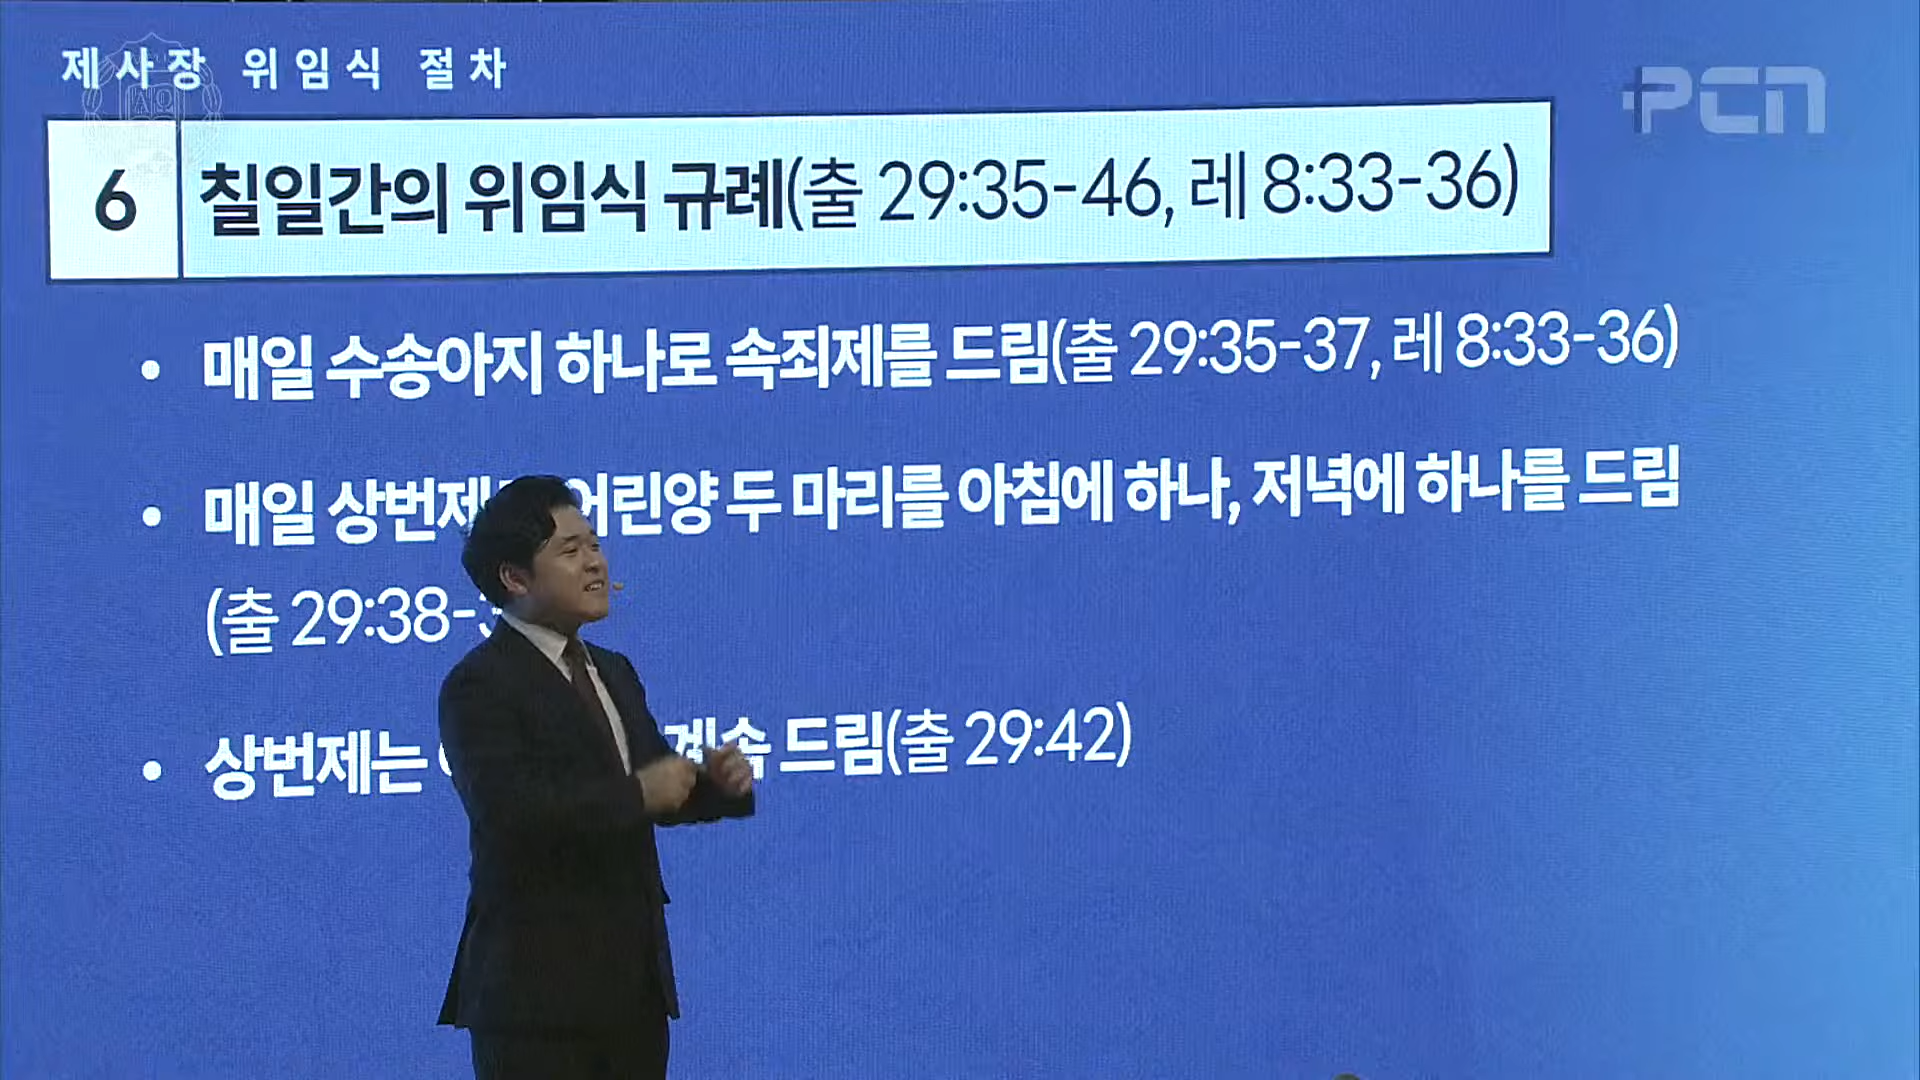 제사장 위임식 절차
PCN
6 칠일간의 위임식 규례(출 29:35-46, 레 8:33-36)
• 매일 수송아지 하나로 속죄제를 드림(출 29:35-37, 레 8:33-36)
• 매일 상번제 어린양 두 마리를 아침에 하나, 저녁에 하나를 드림
(출 29:38-
• 상번제는 계속 드림(출 29:42)